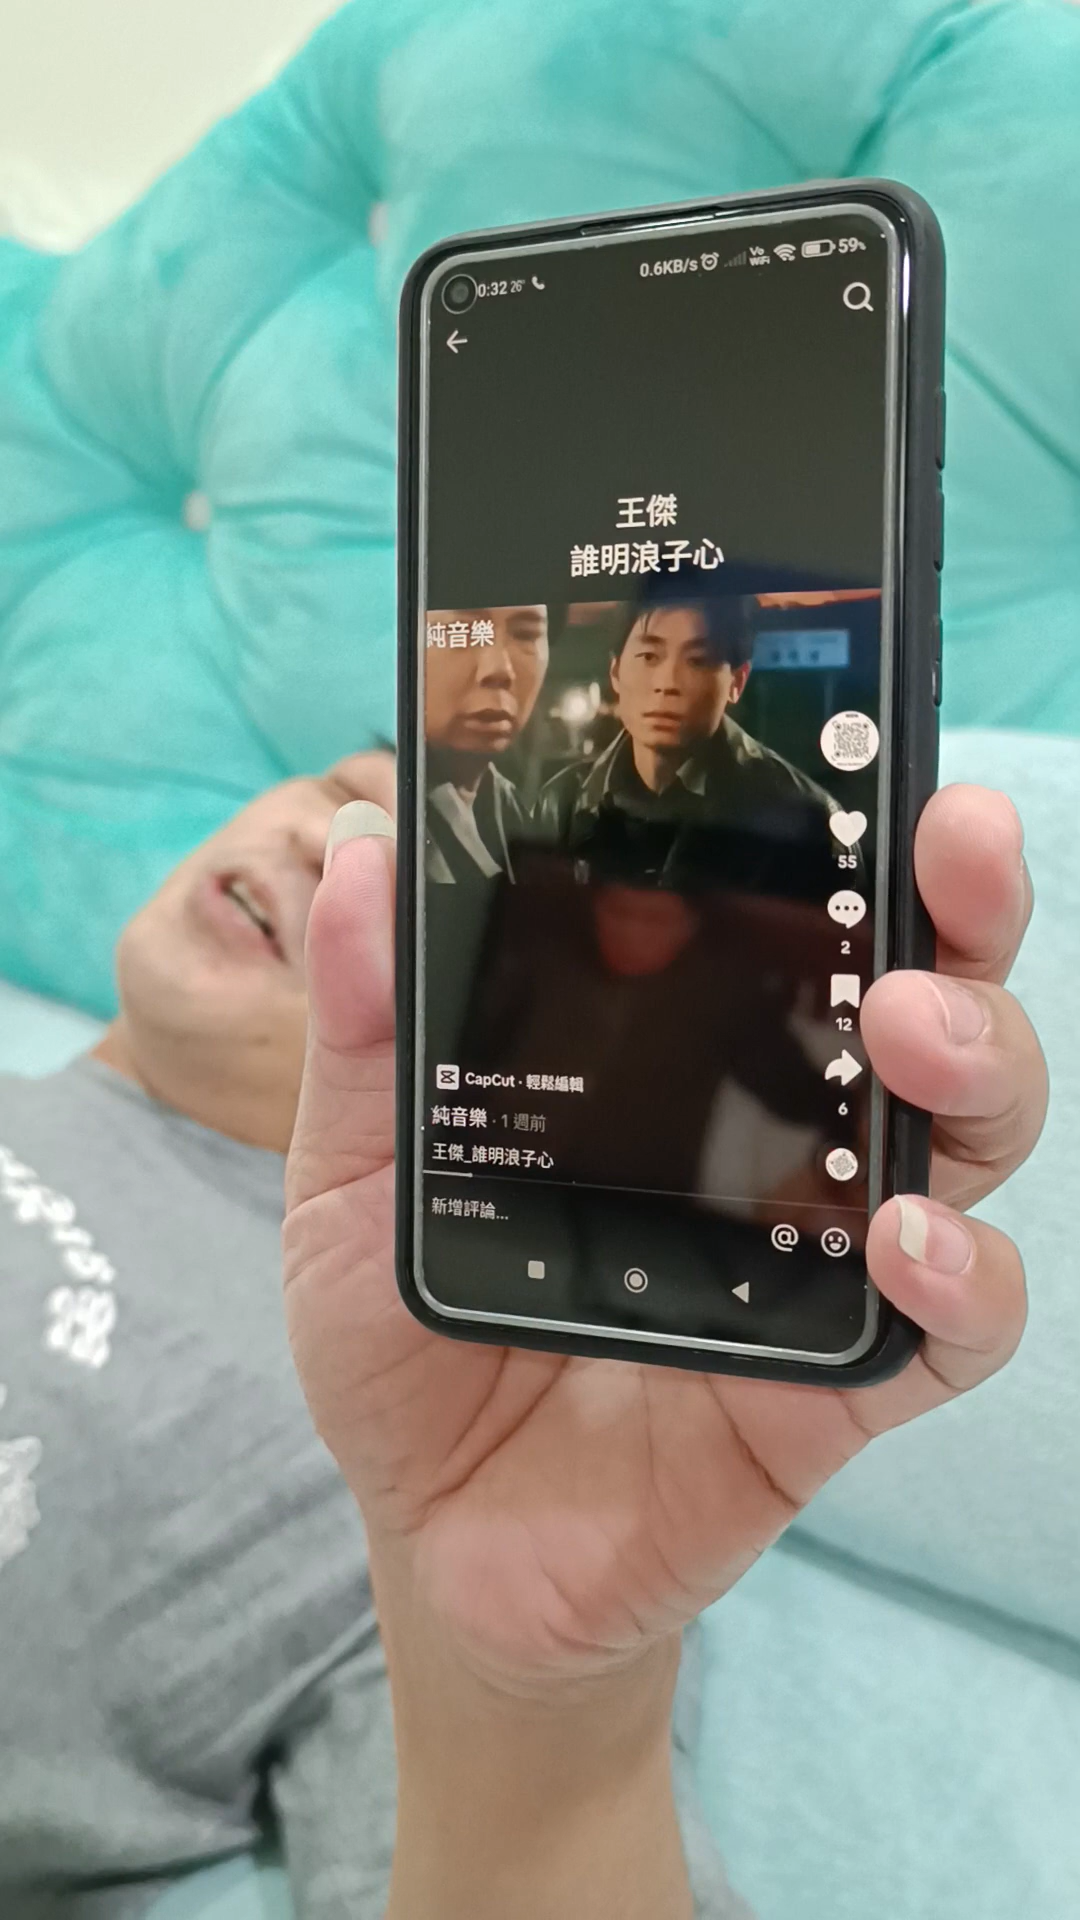 0:32 26°
0.6KB/s Vo WiFi 59%
王傑
誰明浪子心
純音樂
55
2
12
6
CapCut · 輕鬆編輯
純音樂 · 1 週前
王傑_誰明浪子心
新增評論...
@